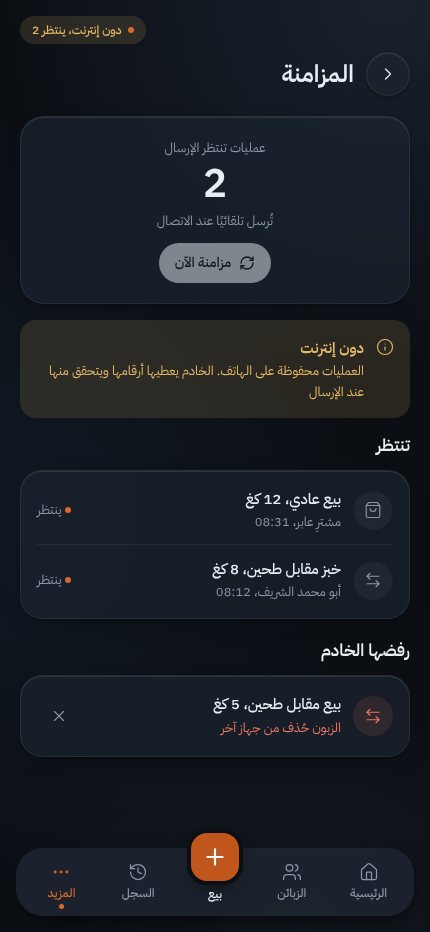 دون إنترنت، ينتظر 2
المزامنة
عمليات تنتظر الإرسال
2
تُرسل تلقائيًا عند الاتصال
مزامنة الآن
دون إنترنت
العمليات محفوظة على الهاتف. الخادم يعطيها أرقامها ويتحقق منها
عند الإرسال
تنتظر
بيع عادي، 12 كغ
ينتظر
مشترٍ عابر، 08:31
خبز مقابل طحين، 8 كغ
ينتظر
أبو محمد الشريف، 08:12
رفضها الخادم
بيع مقابل طحين، 5 كغ
الزبون حُذف من جهاز آخر
الرئيسية
الزبائن
بيع
السجل
المزيد